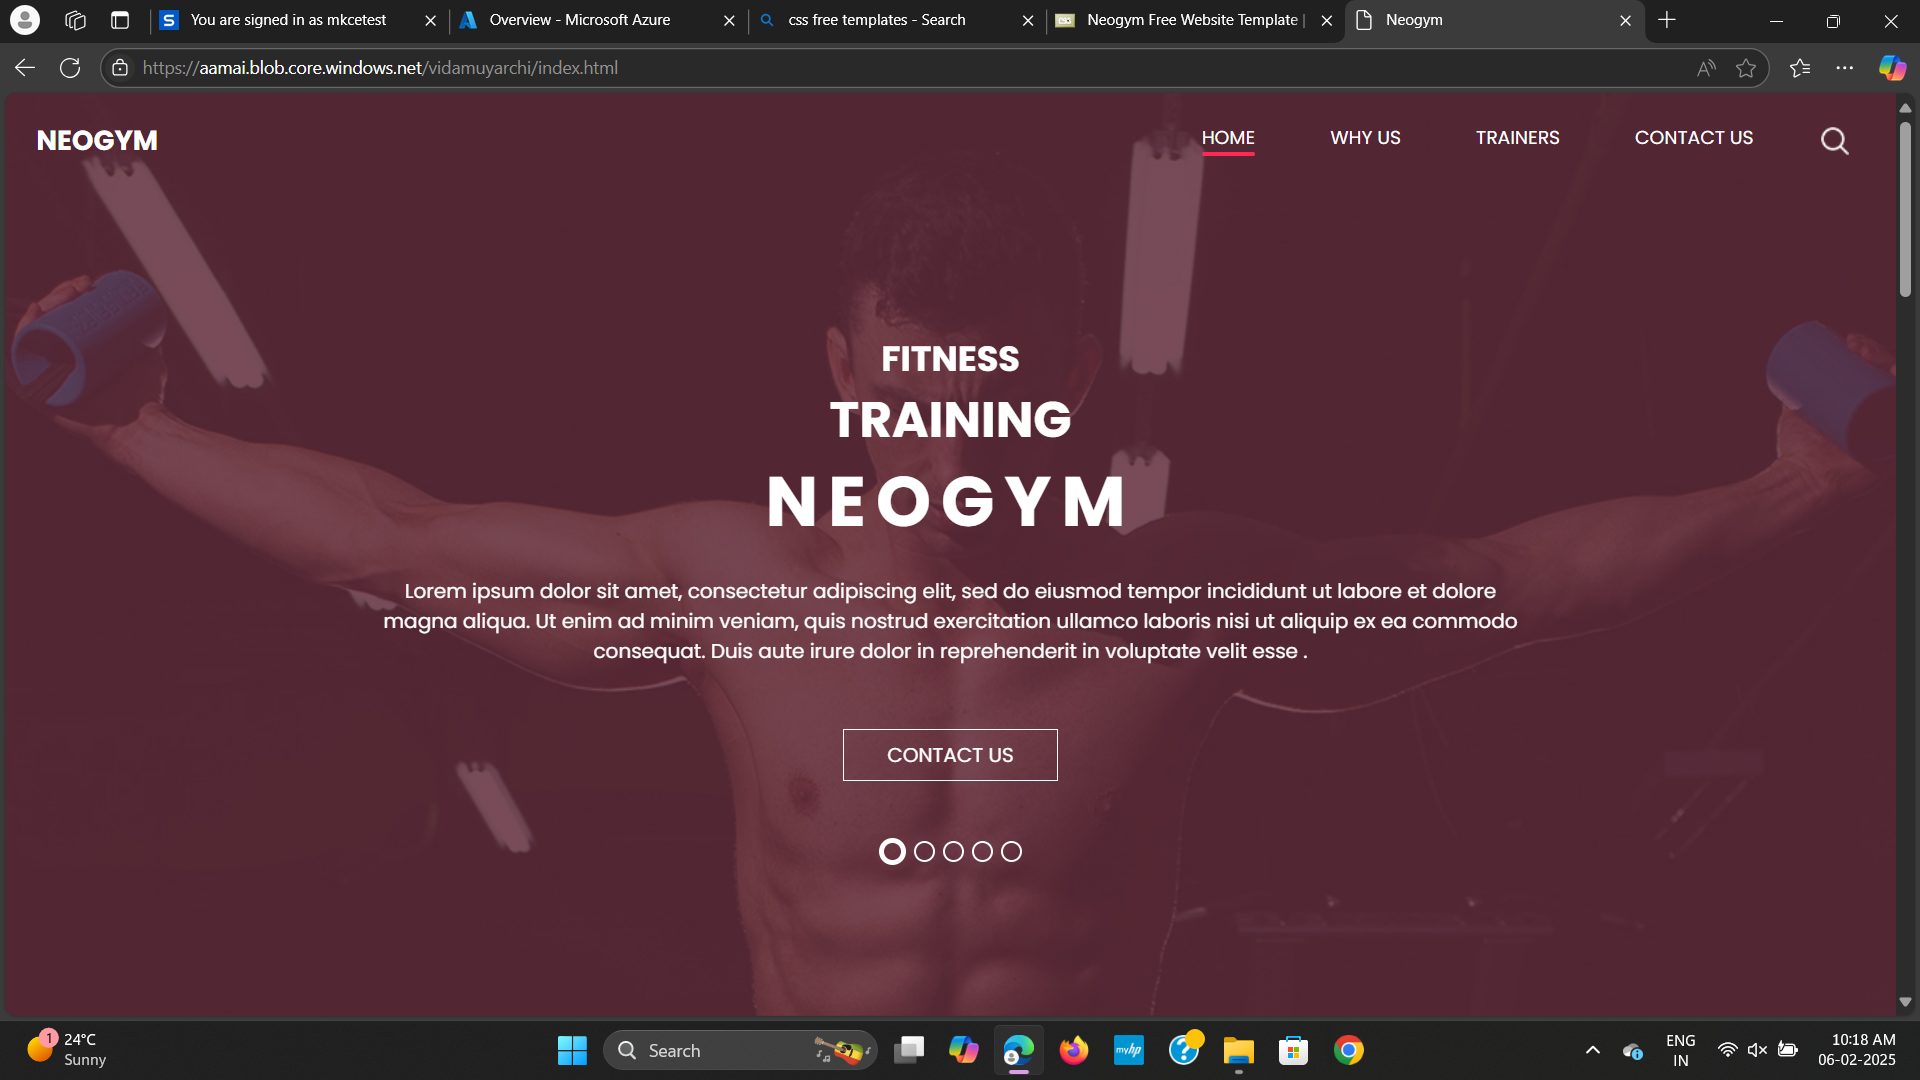 You are signed in as mkcetest
Overview - Microsoft Azure
css free templates - Search
Neogym Free Website Template |
Neogym
https://aamai.blob.core.windows.net/vidamuyarchi/index.html
NEOGYM
HOME
WHY US
TRAINERS
CONTACT US
FITNESS
TRAINING
NEOGYM
Lorem ipsum dolor sit amet, consectetur adipiscing elit, sed do eiusmod tempor incididunt ut labore et dolore
magna aliqua. Ut enim ad minim veniam, quis nostrud exercitation ullamco laboris nisi ut aliquip ex ea commodo
consequat. Duis aute irure dolor in reprehenderit in voluptate velit esse .
CONTACT US
1
24°C
Sunny
Search
myhp
ENG
IN
10:18 AM
06-02-2025